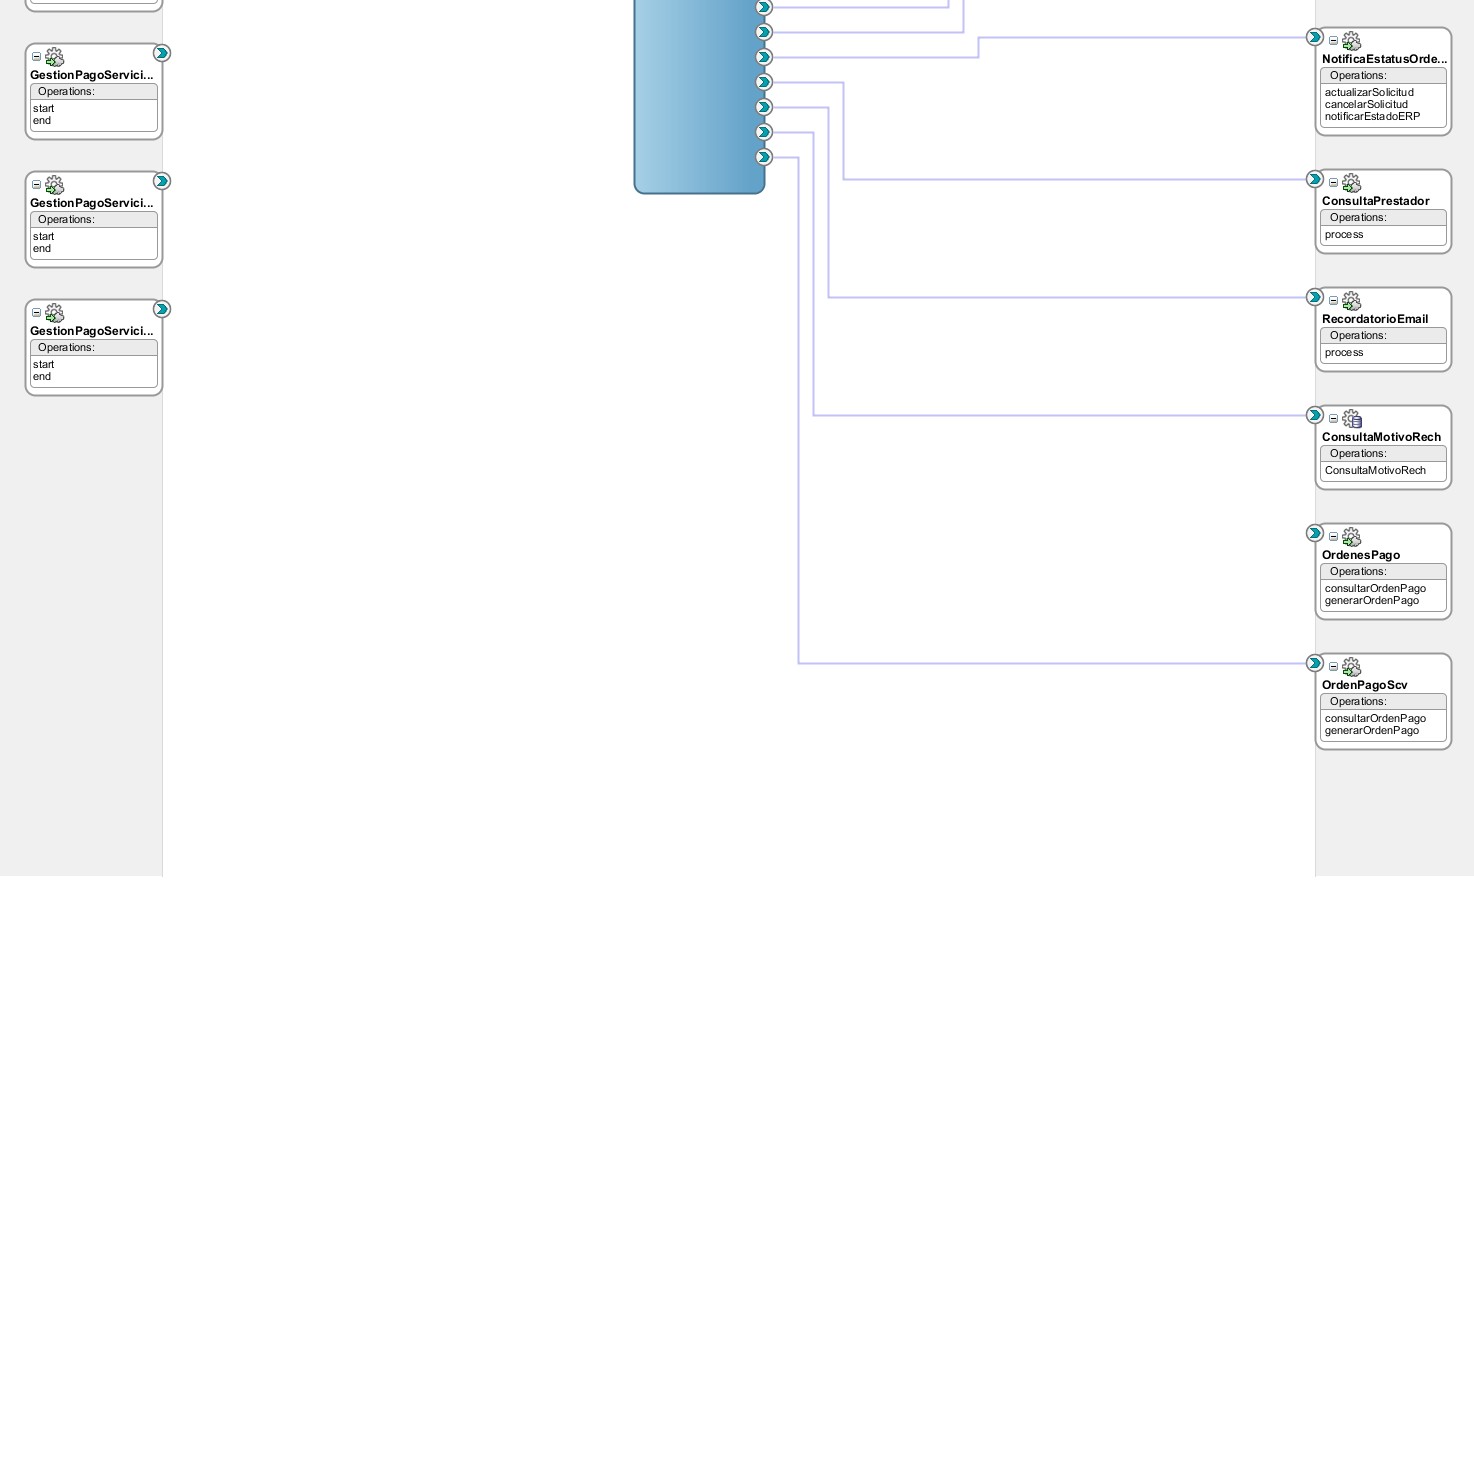 GestionPagoServici...
Operations:
start
end
GestionPagoServici...
Operations:
start
end
GestionPagoServici...
Operations:
start
end
NotificaEstatusOrde...
Operations:
actualizarSolicitud
cancelarSolicitud
notificarEstadoERP
ConsultaPrestador
Operations:
process
RecordatorioEmail
Operations:
process
ConsultaMotivoRech
Operations:
ConsultaMotivoRech
OrdenesPago
Operations:
consultarOrdenPago
generarOrdenPago
OrdenPagoScv
Operations:
consultarOrdenPago
generarOrdenPago